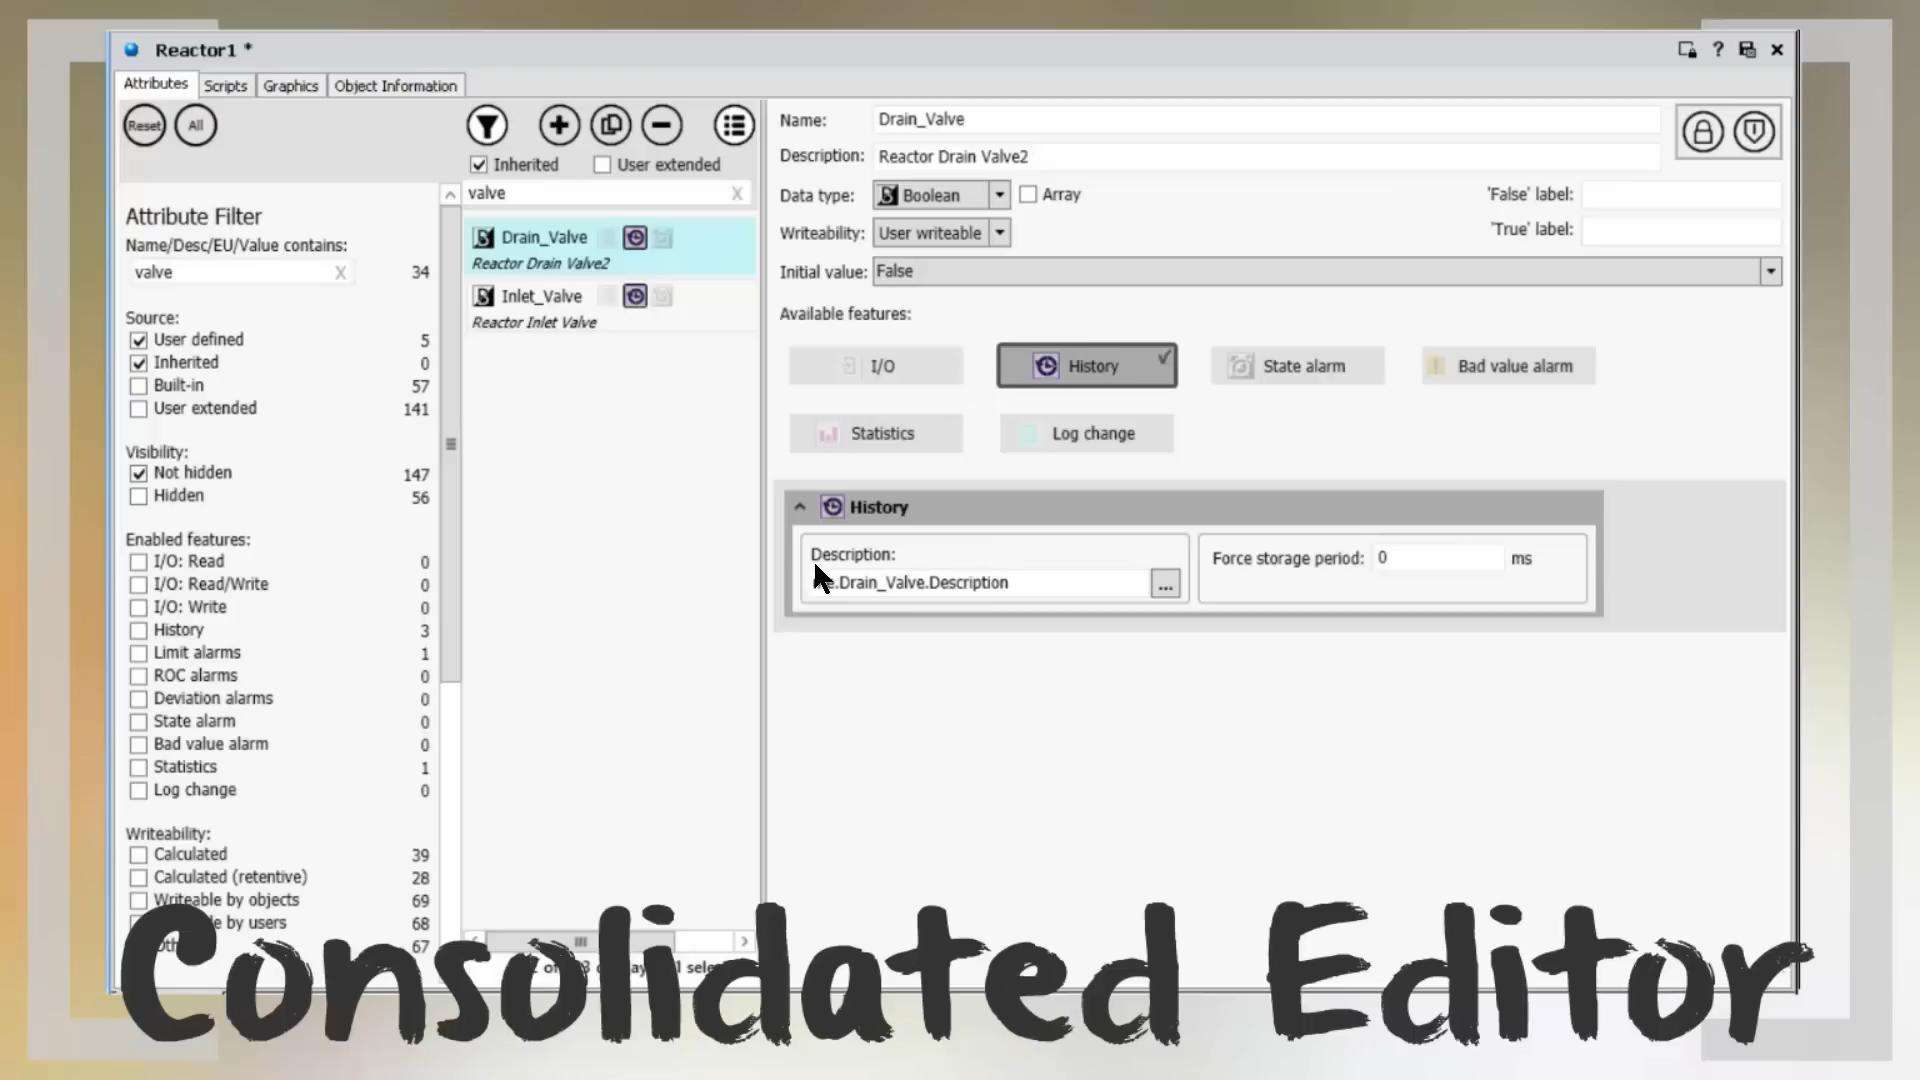 Reactor1 *
Attributes
Scripts
Graphics
Object Information
Reset
All
Inherited
User extended
valve X
Attribute Filter
Name/Desc/EU/Value contains:
valve X 34
Source:
User defined 5
Inherited 0
Built-in 57
User extended 141
Visibility:
Not hidden 147
Hidden 56
Enabled features:
I/O: Read 0
I/O: Read/Write 0
I/O: Write 0
History 3
Limit alarms 1
ROC alarms 0
Deviation alarms 0
State alarm 0
Bad value alarm 0
Statistics 1
Log change 0
Writeability:
Calculated 39
Calculated (retentive) 28
Writeable by objects 69
by users 68
67
Drain_Valve
Reactor Drain Valve2
Inlet_Valve
Reactor Inlet Valve
Name: Drain_Valve
Description: Reactor Drain Valve2
Data type: Boolean Array
'False' label:
Writeability: User writeable
'True' label:
Initial value: False
Available features:
I/O
History
State alarm
Bad value alarm
Statistics
Log change
History
Description:
.Drain_Valve.Description ...
Force storage period: 0 ms
Consolidated Editor